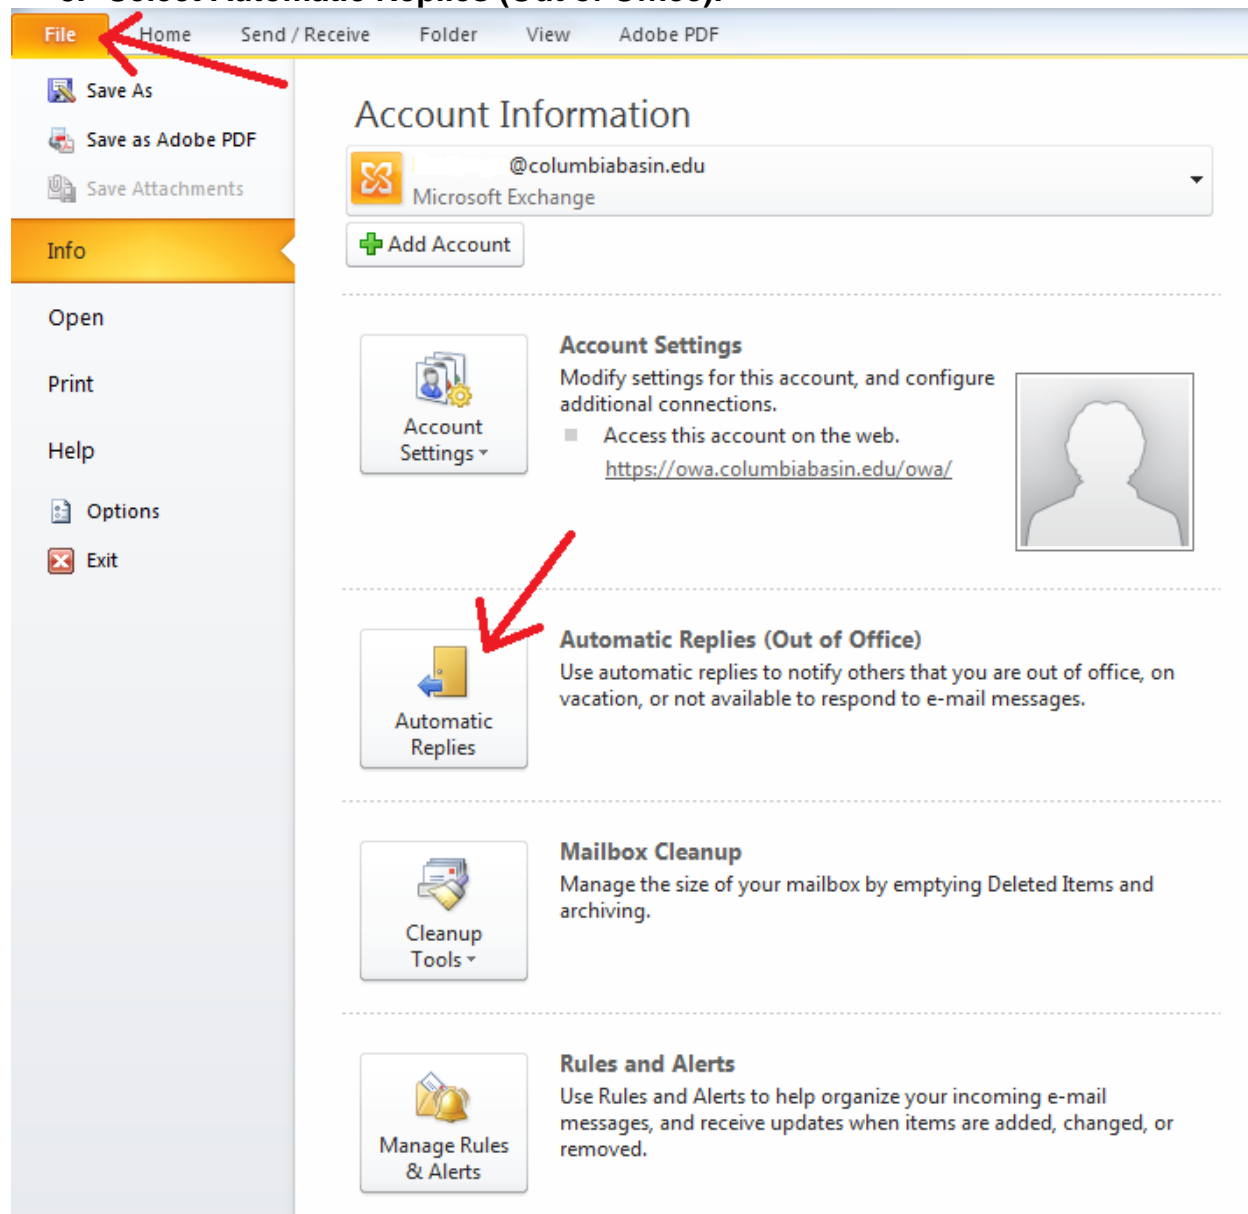 Select Automatic Replies (Out of Office).
File Home Send / Receive Folder View Adobe PDF
Save As
Save as Adobe PDF
Save Attachments
Info
Open
Print
Help
Options
Exit
Account Information
@columbiabasin.edu
Microsoft Exchange
Add Account
Account
Settings
Account Settings
Modify settings for this account, and configure
additional connections.
Access this account on the web.
https://owa.columbiabasin.edu/owa/
Automatic
Replies
Automatic Replies (Out of Office)
Use automatic replies to notify others that you are out of office, on
vacation, or not available to respond to e-mail messages.
Cleanup
Tools
Mailbox Cleanup
Manage the size of your mailbox by emptying Deleted Items and
archiving.
Manage Rules
& Alerts
Rules and Alerts
Use Rules and Alerts to help organize your incoming e-mail
messages, and receive updates when items are added, changed, or
removed.